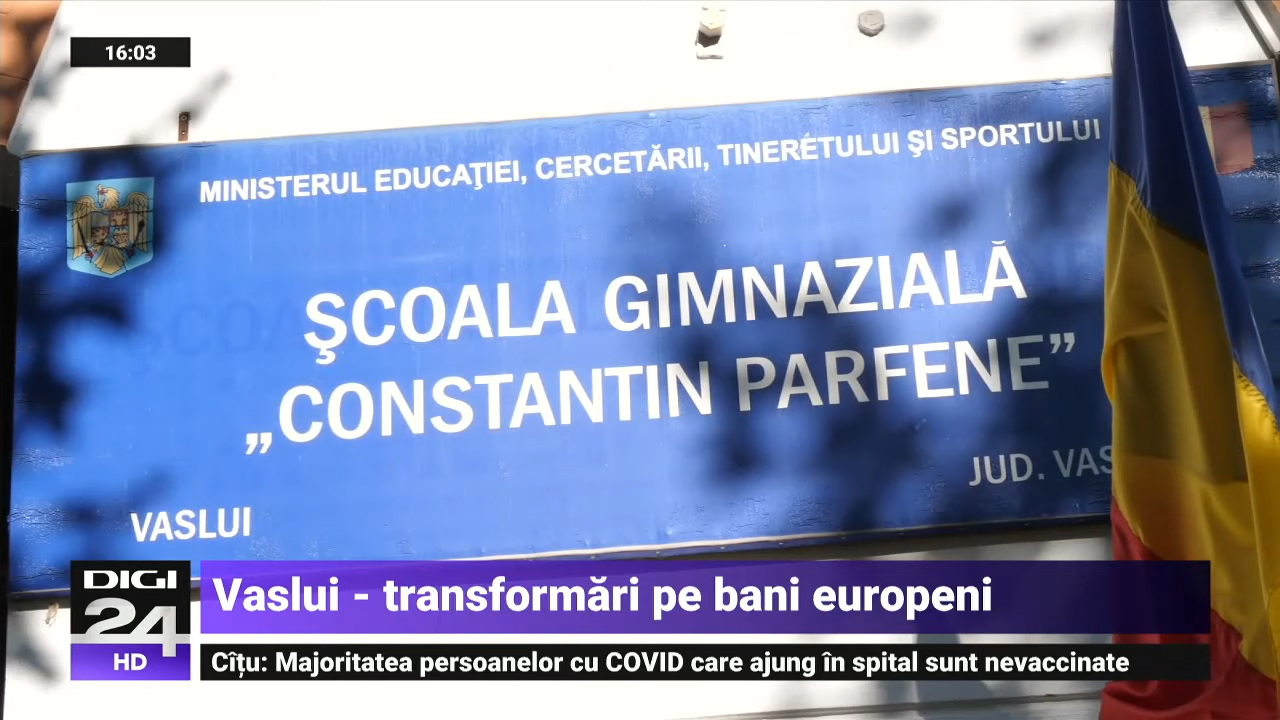 16:03
MINISTERUL EDUCAŢIEI, CERCETĂRII, TINERETULUI ŞI SPORTULUI
ŞCOALA GIMNAZIALĂ
„CONSTANTIN PARFENE”
JUD. VAS
VASLUI
DIGI
24
HD
Vaslui - transformări pe bani europeni
Cîțu: Majoritatea persoanelor cu COVID care ajung în spital sunt nevaccinate